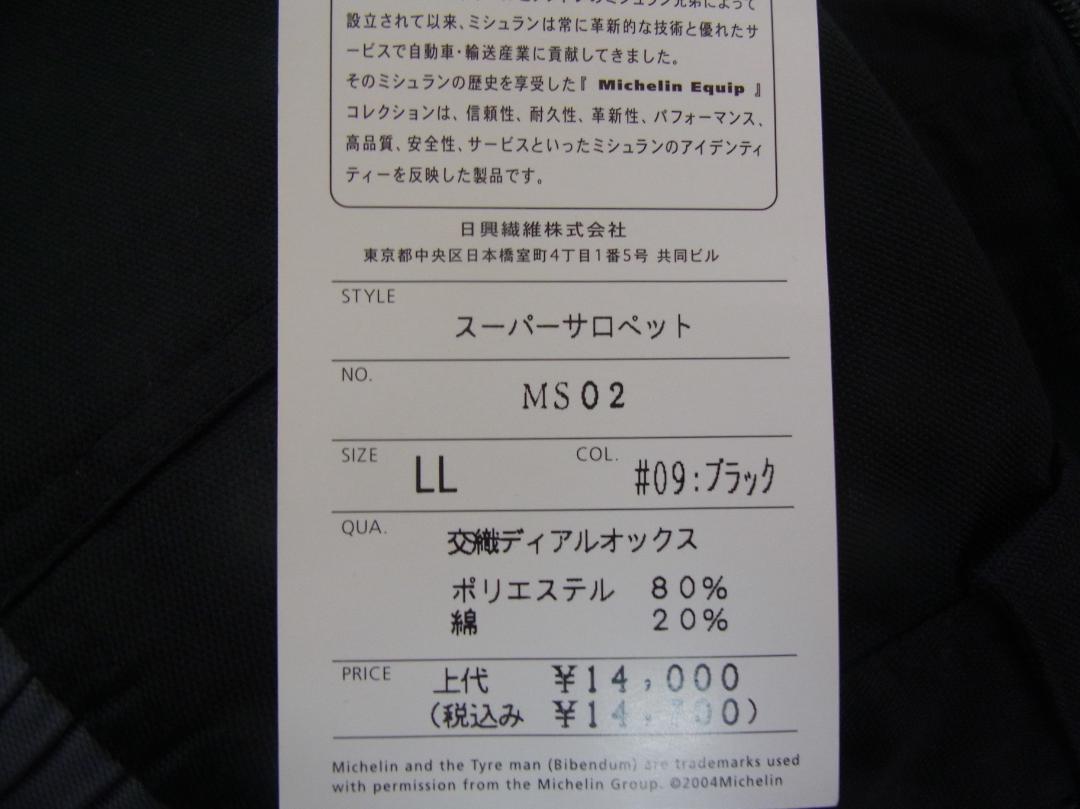 ミシュラン兄弟によって
設立されて以来、ミシュランは常に革新的な技術と優れたサ
ービスで自動車・輸送産業に貢献してきました。
そのミシュランの歴史を享受した『 Michelin Equip 』
コレクションは、信頼性、耐久性、革新性、パフォーマンス、
高品質、安全性、サービスといったミシュランのアイデンティ
ティーを反映した製品です。
日興繊維株式会社
東京都中央区日本橋室町4丁目1番5号 共同ビル
STYLE
スーパーサロペット
NO.
MS02
SIZE LL COL. #09:ブラック
QUA.
交織ディアルオックス
ポリエステル 80%
綿 20%
PRICE 上代 ¥14,000
(税込み ¥14,700)
Michelin and the Tyre man (Bibendum) are trademarks used
with permission from the Michelin Group. ©2004Michelin